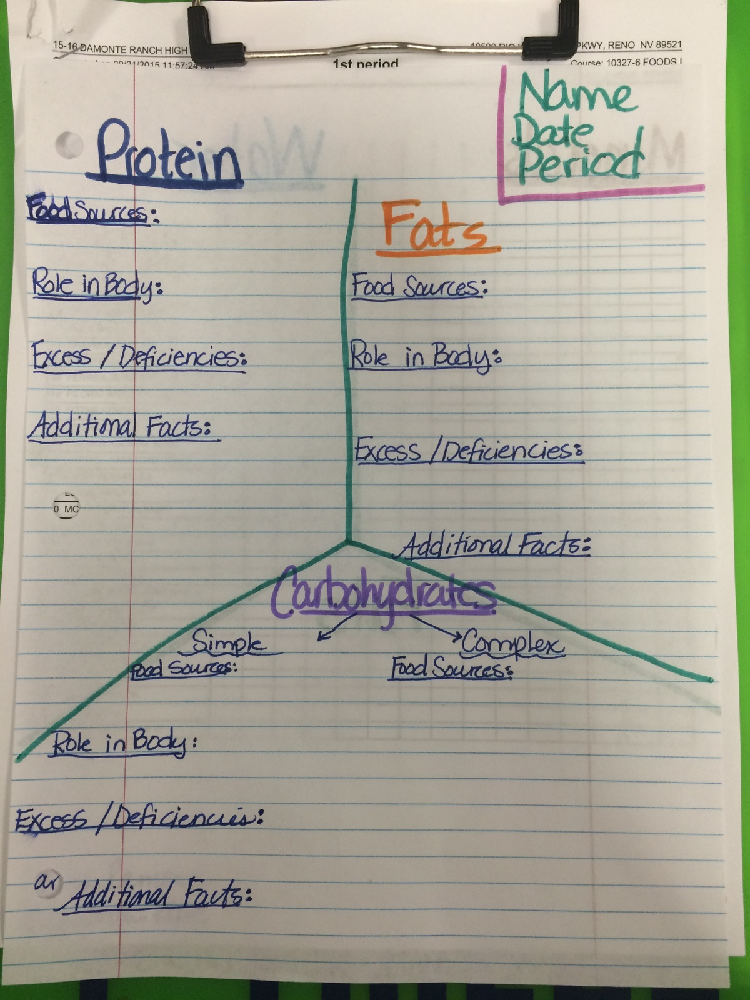 15-16 DAMONTE RANCH HIGH
PKWY, RENO NV 89521
09/21/2015 11:57:24
1st period
Course: 10327-6 FOODS I
Name
Date
Period
Protein
Food Sources:
Role in Body:
Excess / Deficiencies:
Additional Facts:
0 MC
Fats
Food Sources:
Role in Body:
Excess / Deficiencies:
Additional Facts:
Carbohydrates
Simple
Food Sources:
Complex
Food Sources:
Role in Body:
Excess / Deficiencies:
ar
Additional Facts: